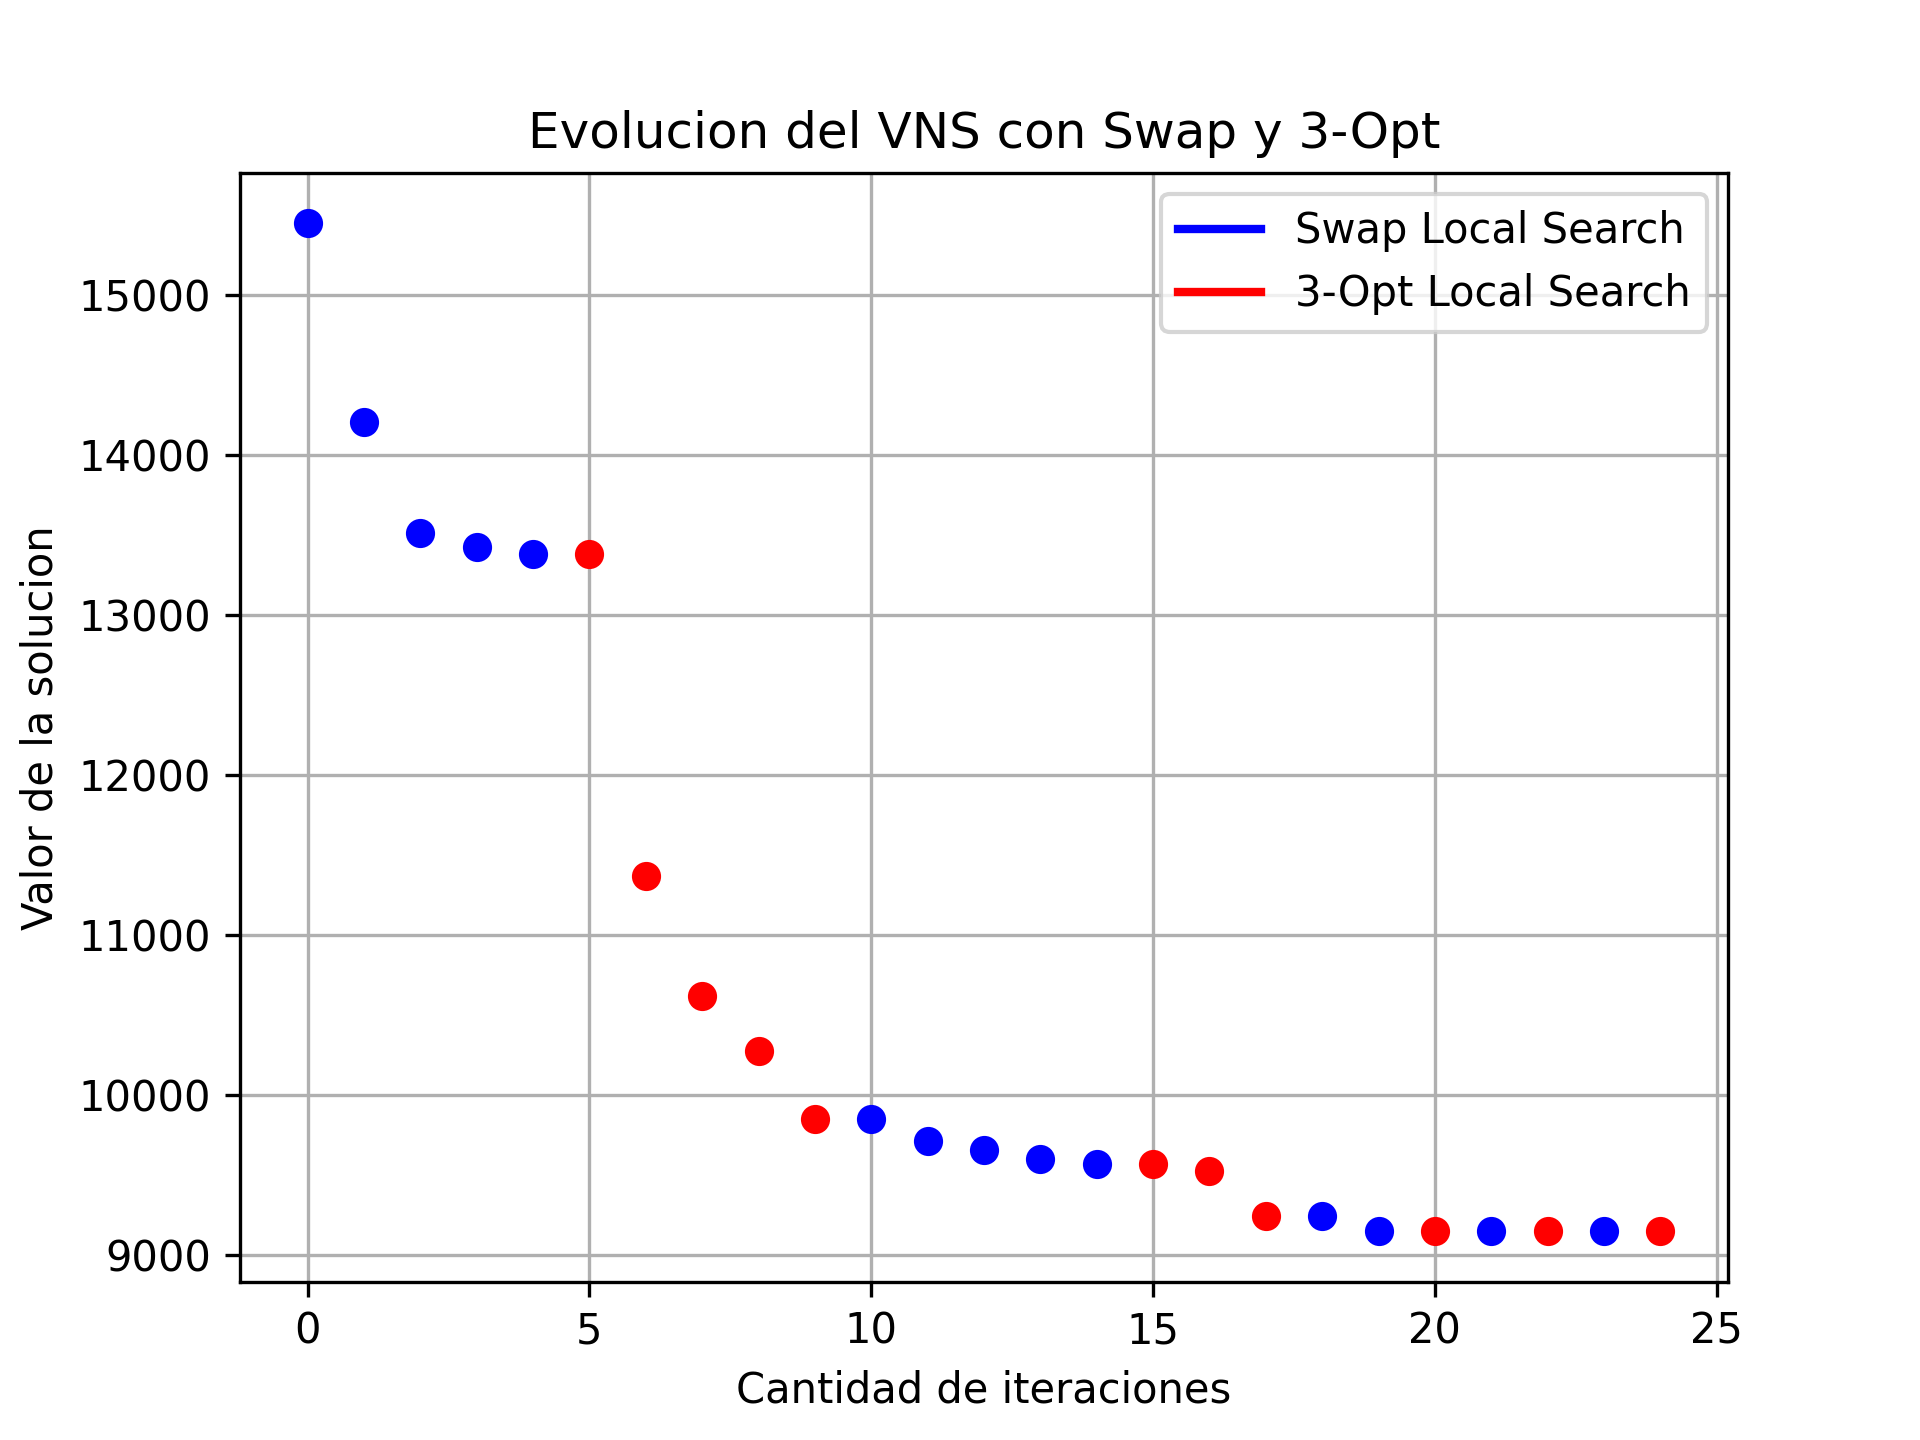 Evolucion del VNS con Swap y 3-Opt
Swap Local Search
3-Opt Local Search
Valor de la solucion
15000
14000
13000
12000
11000
10000
9000
0 5 10 15 20 25
Cantidad de iteraciones